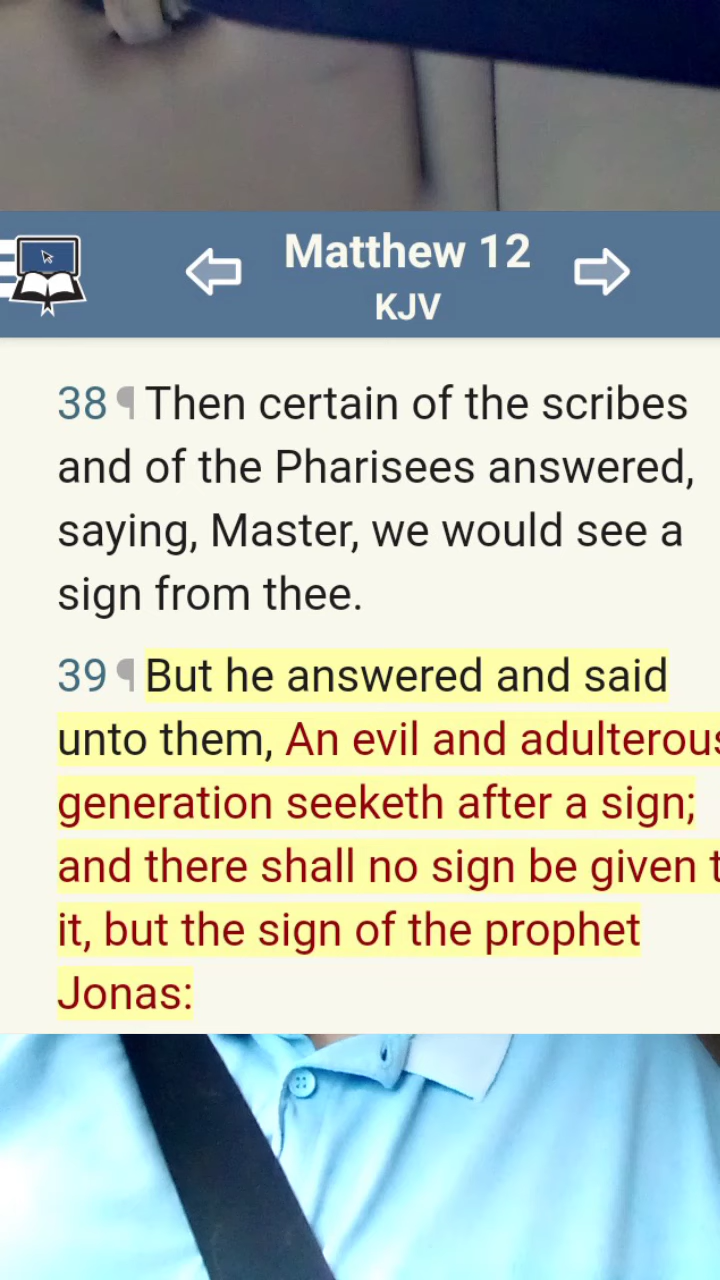 Matthew 12
KJV
38 ¶ Then certain of the scribes
and of the Pharisees answered,
saying, Master, we would see a
sign from thee.
39 ¶ But he answered and said
unto them, An evil and adulterous
generation seeketh after a sign;
and there shall no sign be given t
it, but the sign of the prophet
Jonas: